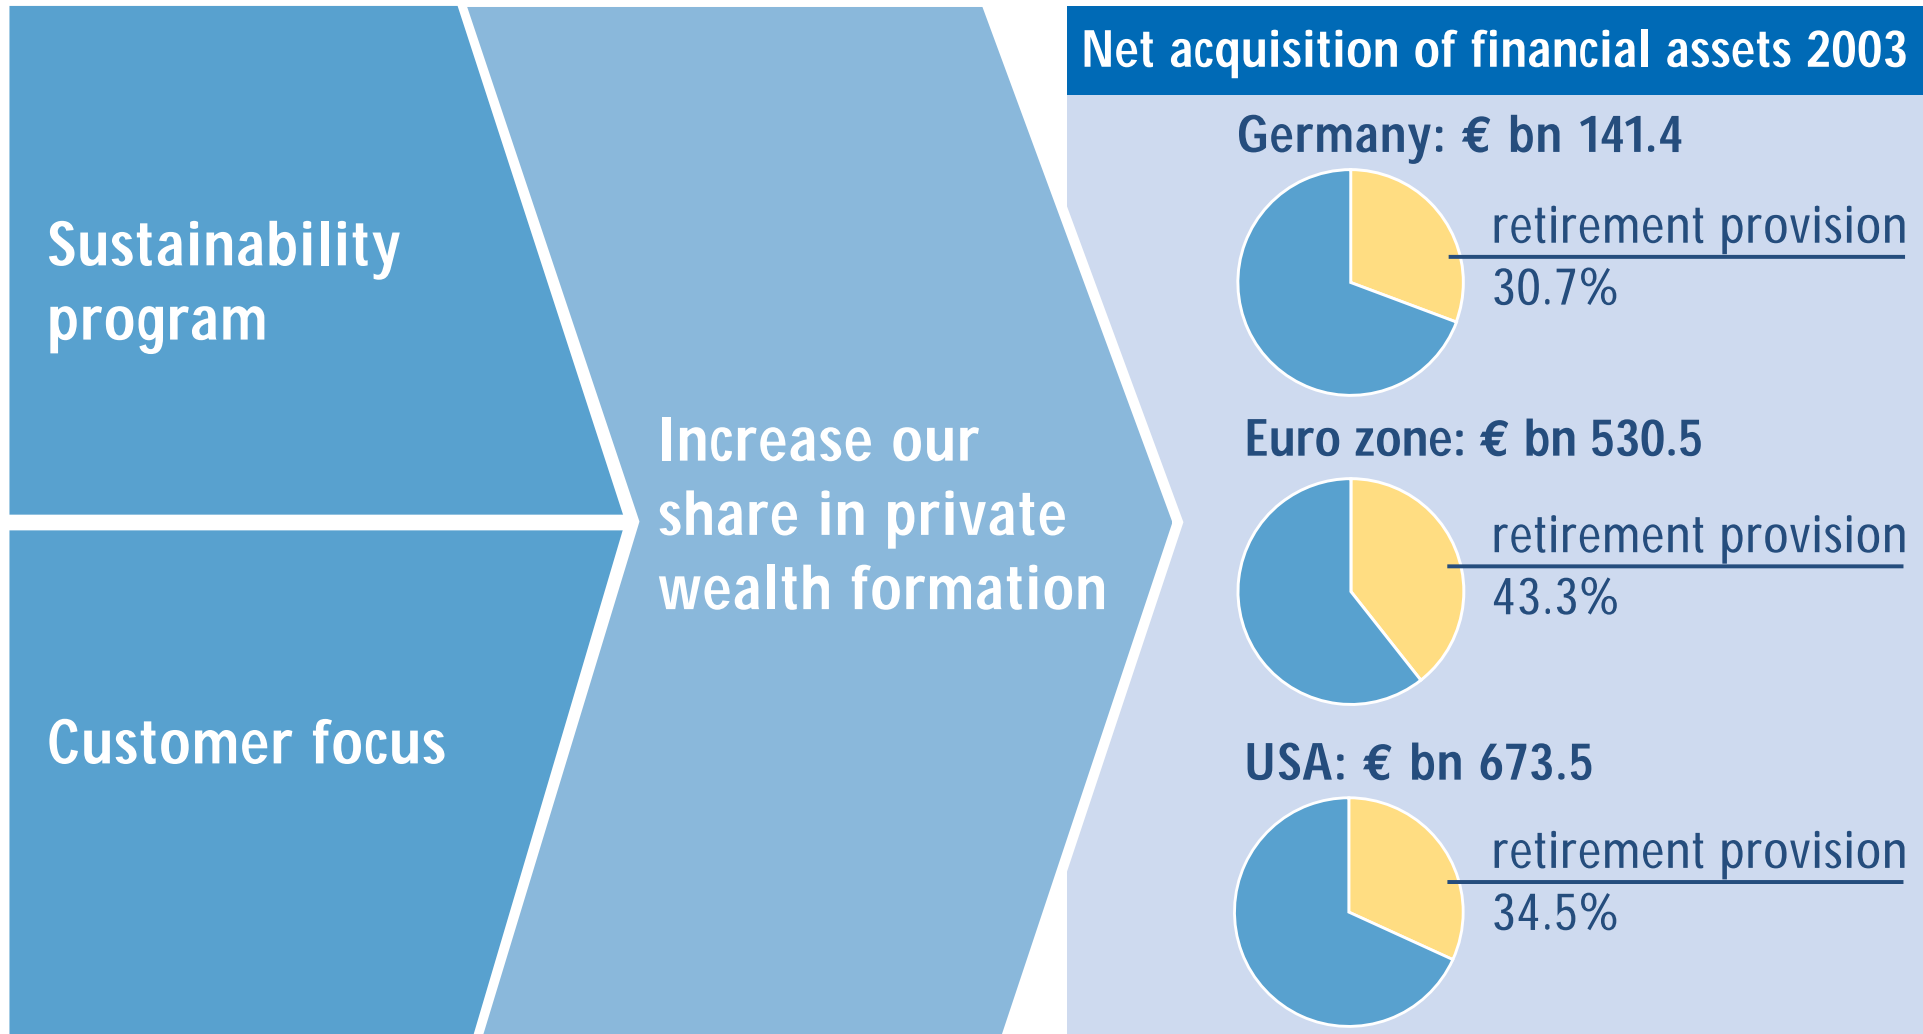 Sustainability
program
Customer focus
Increase our
share in private
wealth formation
Net acquisition of financial assets 2003
Germany: € bn 141.4
retirement provision
30.7%
Euro zone: € bn 530.5
retirement provision
43.3%
USA: € bn 673.5
retirement provision
34.5%